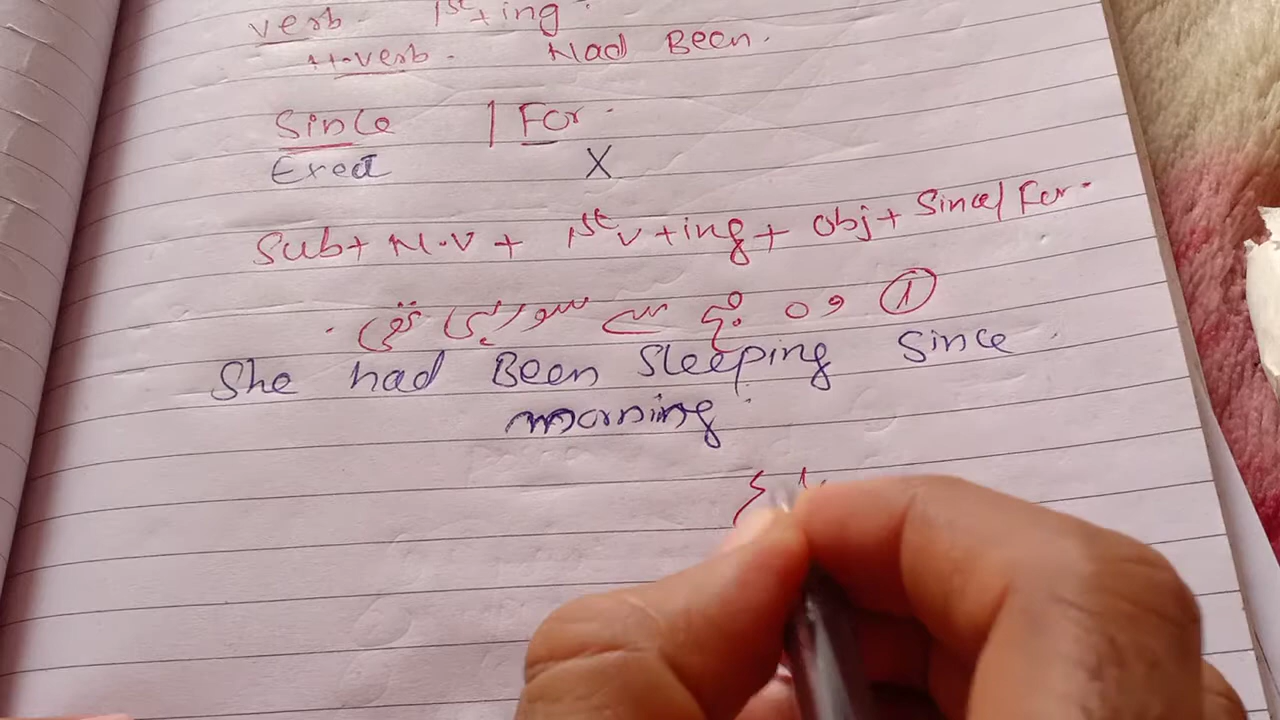 verb. 1st+ing.
H.verb. Had Been.
Since | For.
Exect X
Sub+ H.V + 1st v +ing+ obj+ Since/ For.
① وہ صبح سے سو رہی تھی ۔
She had Been Sleeping Since.
morning.